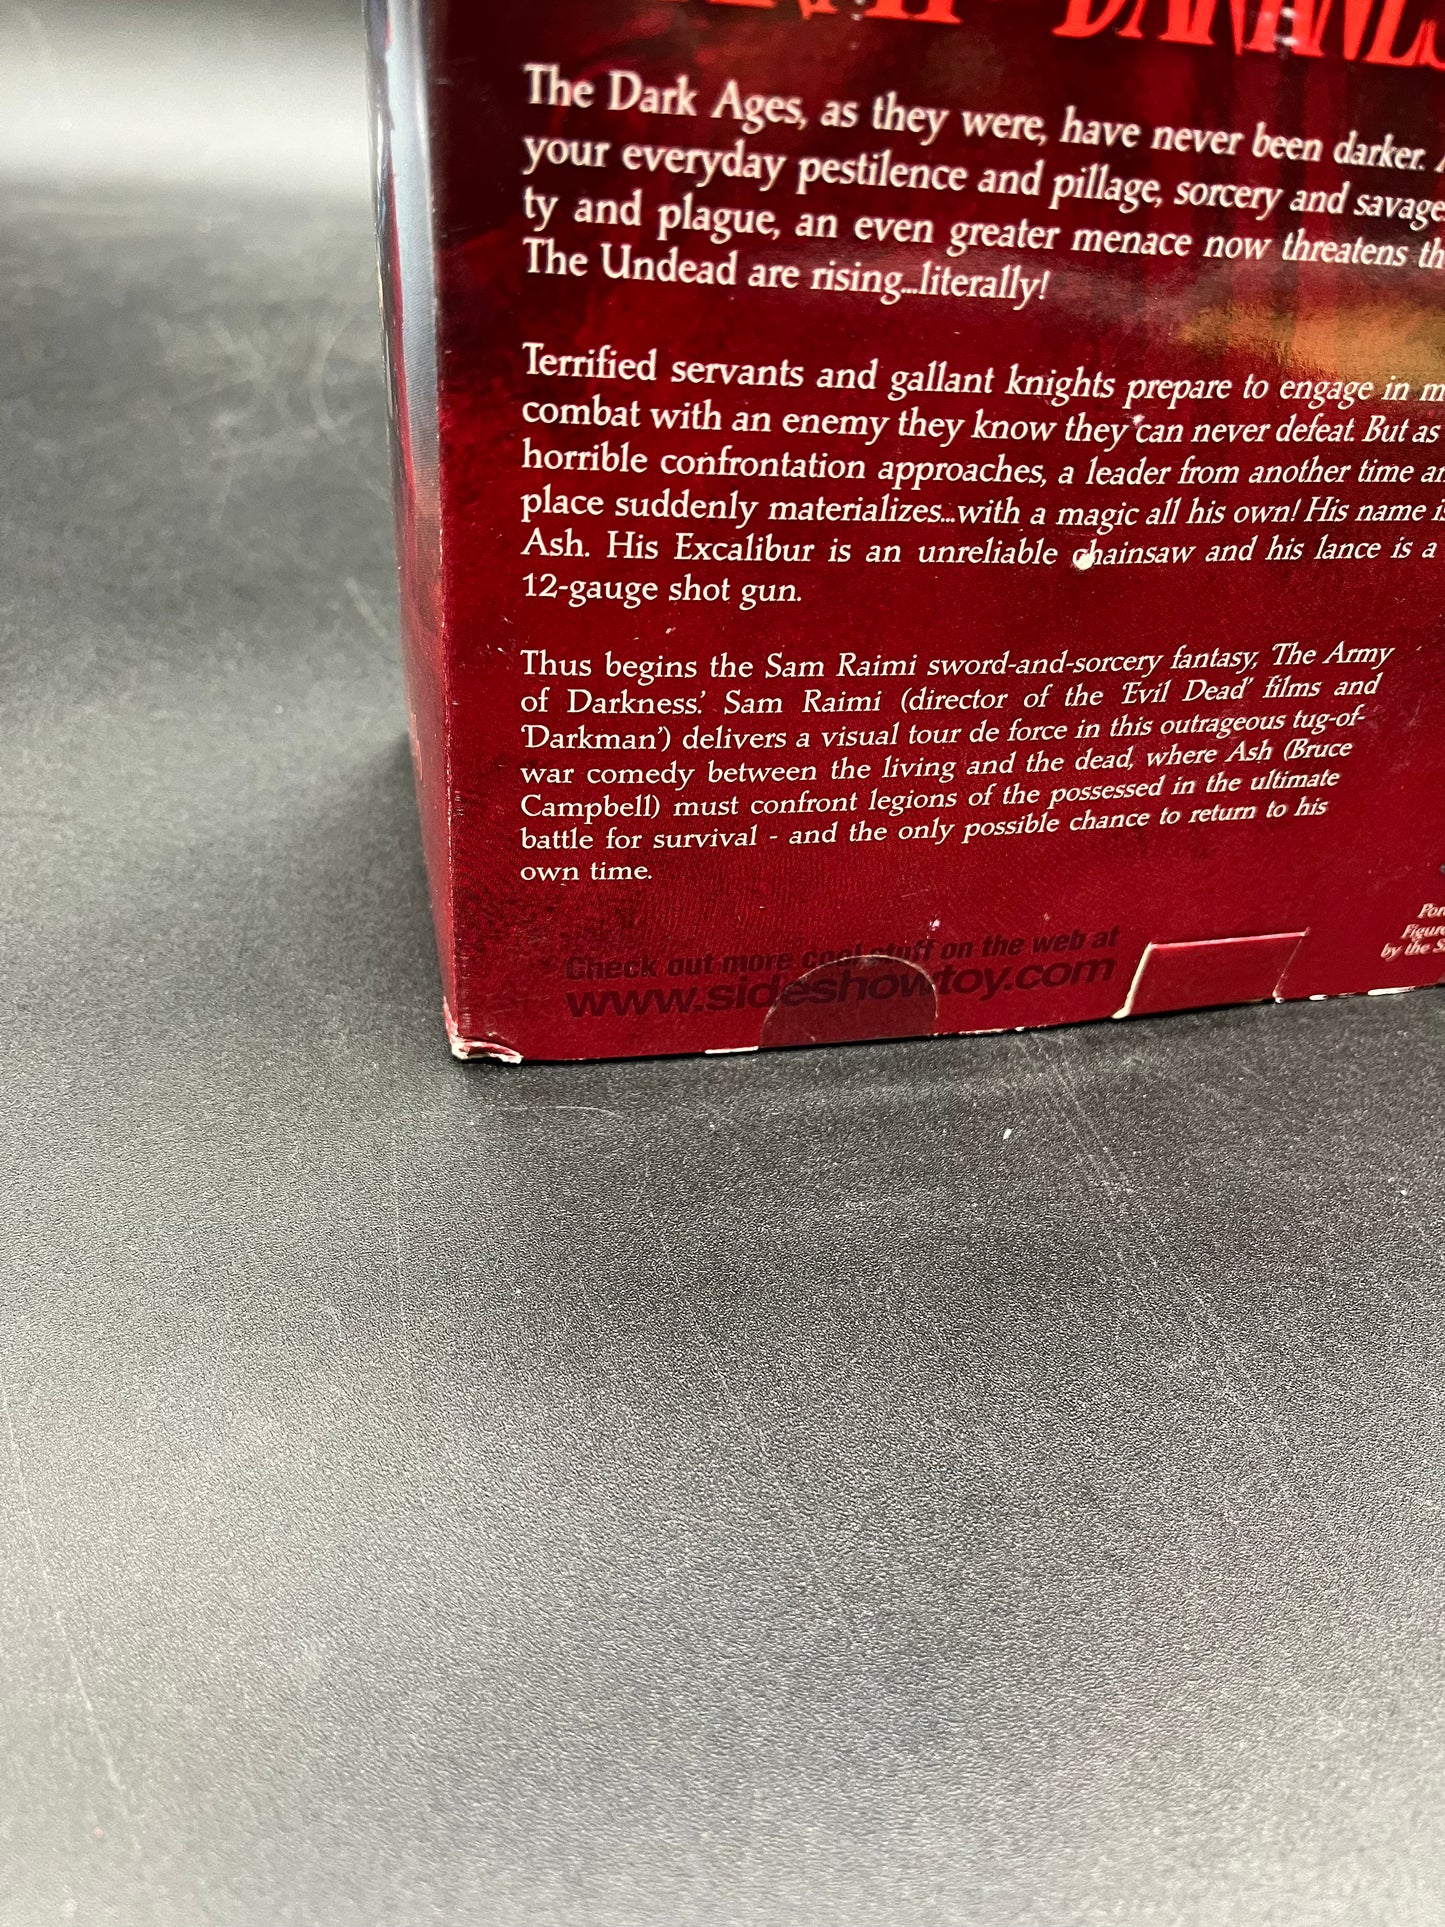 The Dark Ages, as they were, have never been darker.
your everyday pestilence and pillage, sorcery and savage
ty and plague, an even greater menace now threatens th
The Undead are rising...literally!
Terrified servants and gallant knights prepare to engage in m
combat with an enemy they know they can never defeat. But as
horrible confrontation approaches, a leader from another time an
place suddenly materializes...with a magic all his own! His name is
Ash. His Excalibur is an unreliable chainsaw and his lance is a
12-gauge shot gun.
Thus begins the Sam Raimi sword-and-sorcery fantasy, 'The Army
of Darkness.' Sam Raimi (director of the 'Evil Dead' films and
'Darkman') delivers a visual tour de force in this outrageous tug-of-
war comedy between the living and the dead, where Ash (Bruce
Campbell) must confront legions of the possessed in the ultimate
battle for survival - and the only possible chance to return to his
own time.
Check out more cool stuff on the web at
www.sideshowtoy.com
Por
Figure
by the S